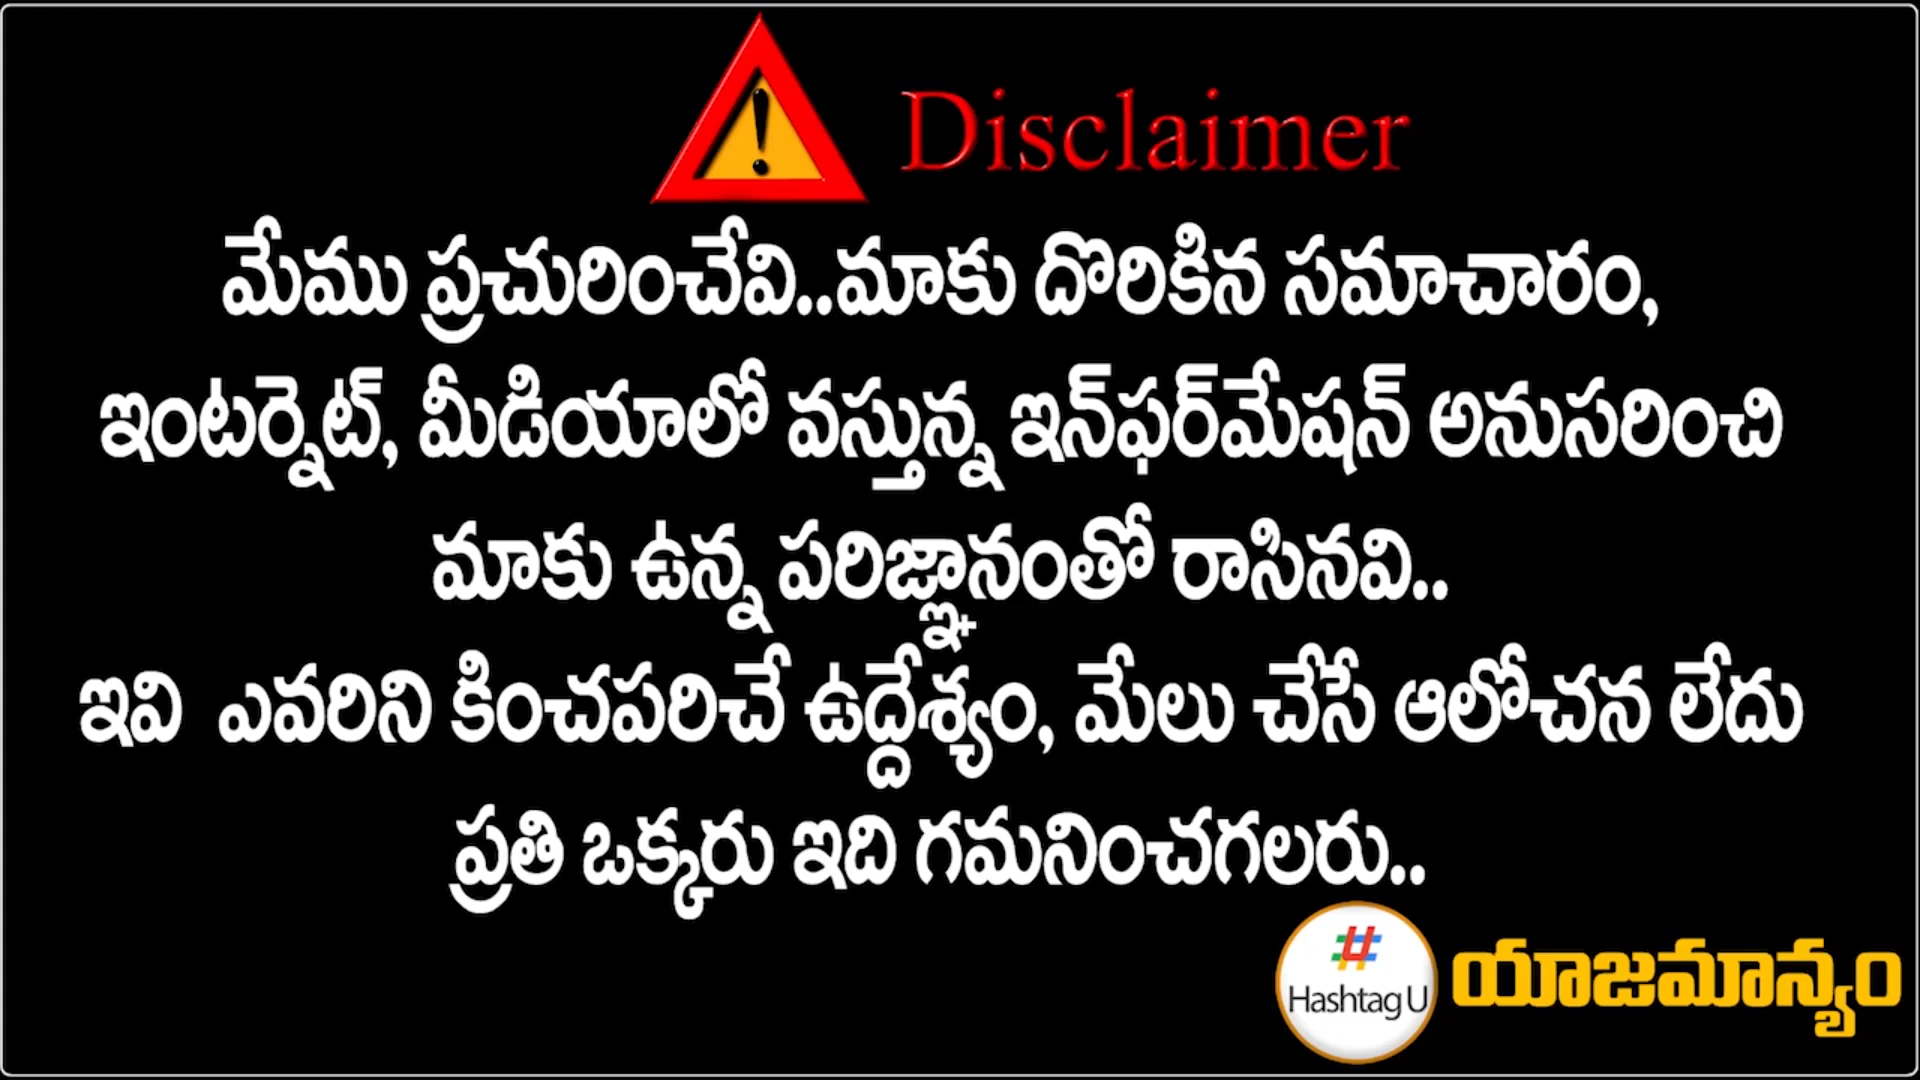 Disclaimer
మేము ప్రచురించేవి..మాకు దొరికిన సమాచారం,
ఇంటర్నెట్, మీడియాలో వస్తున్న ఇన్‌ఫర్‌మేషన్ అనుసరించి
మాకు ఉన్న పరిజ్ఞానంతో రాసినవి..
ఇవి ఎవరిని కించపరిచే ఉద్దేశ్యం, మేలు చేసే ఆలోచన లేదు
ప్రతి ఒక్కరు ఇది గమనించగలరు..
Hashtag U
యాజమాన్యం